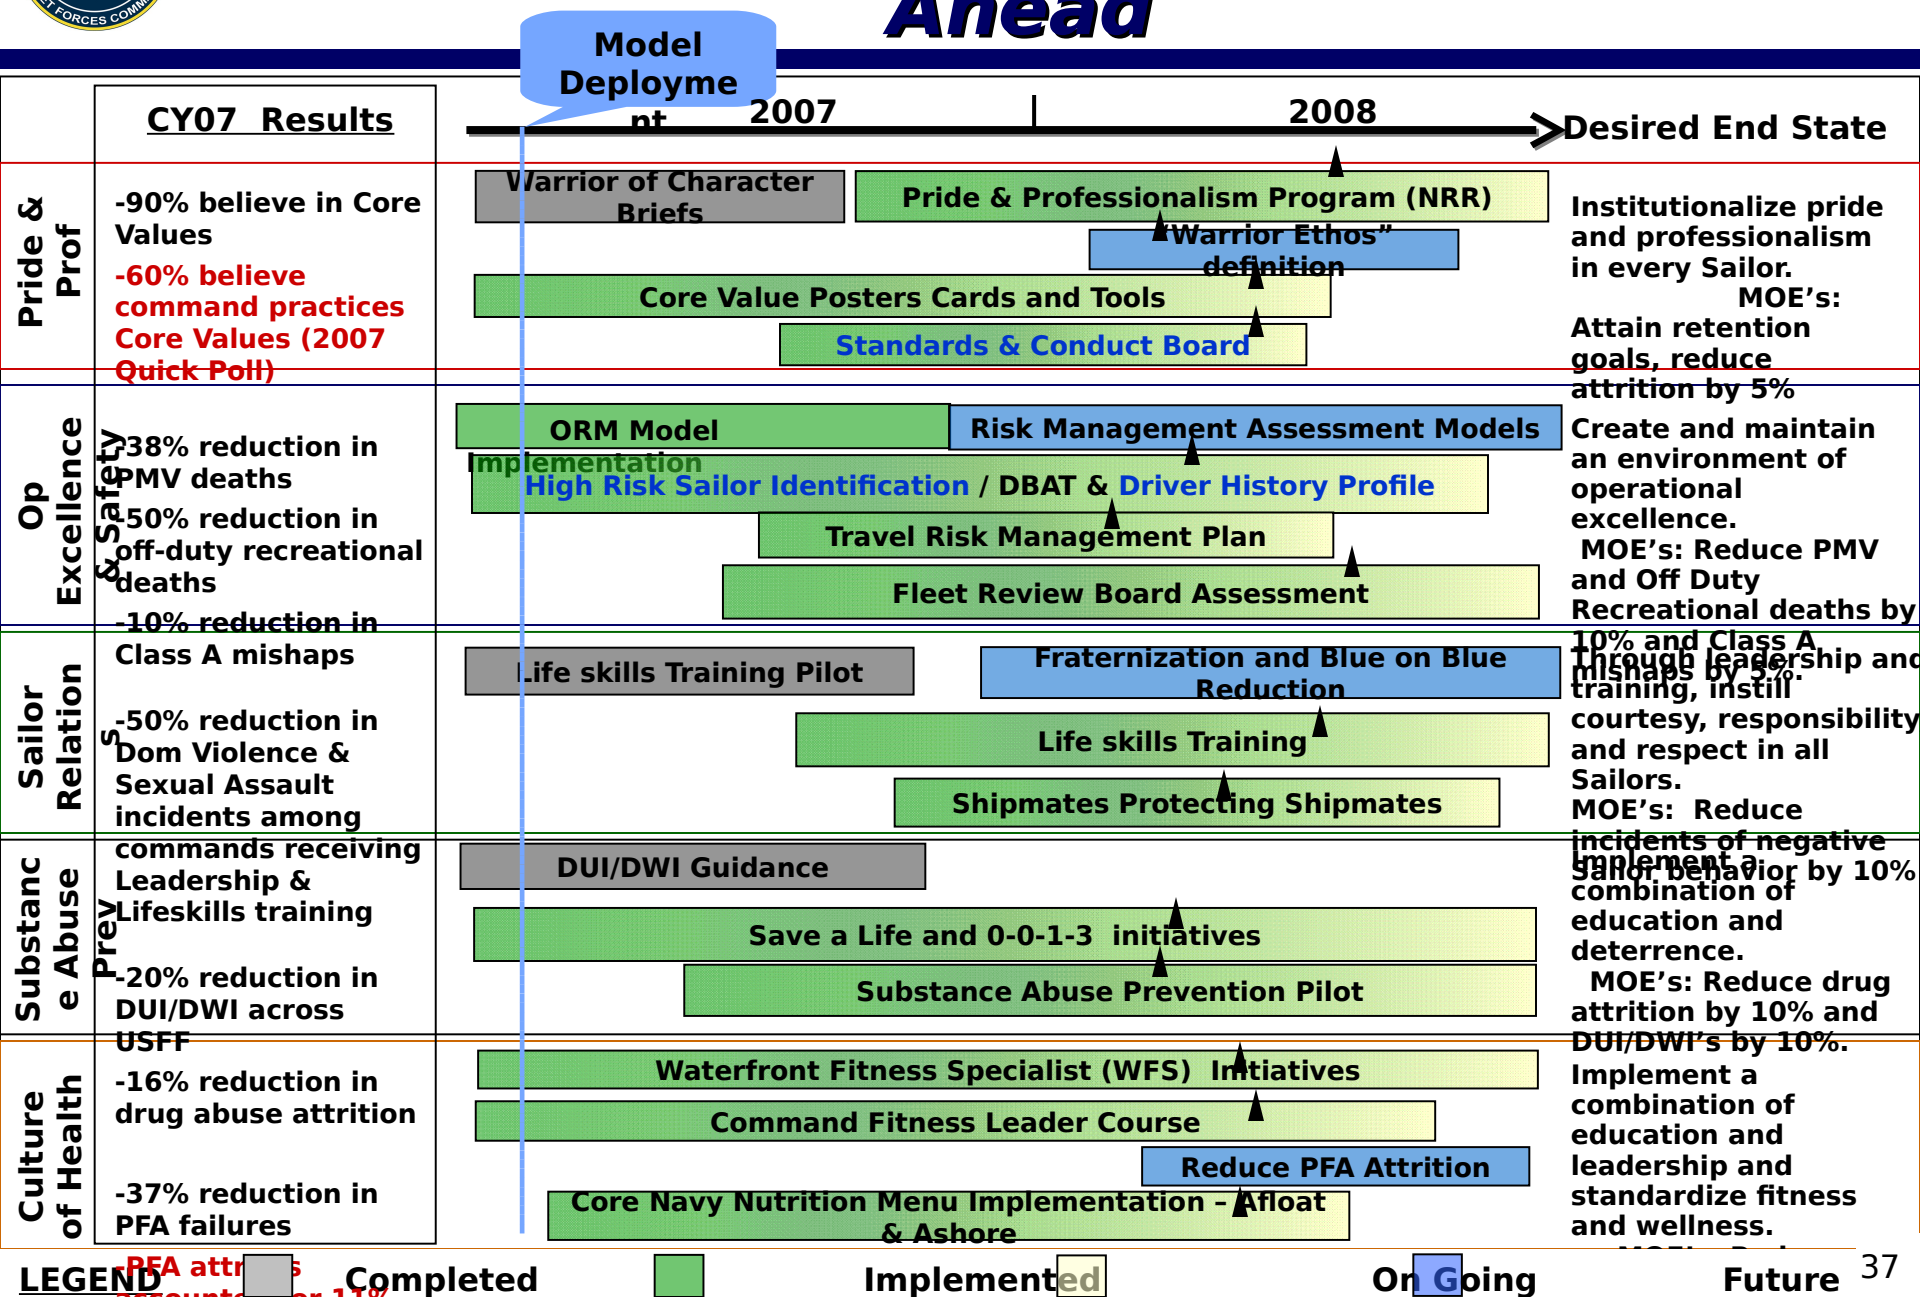 ET FORCES COMM
Ahead
Model
Deployme
nt
CY07  Results
2007
2008
Desired End State
Pride &
Prof
-90% believe in Core
Values
-60% believe
command practices
Core Values (2007
Quick Poll)
Warrior of Character
Briefs
Pride & Professionalism Program (NRR)
“Warrior Ethos”
definition
Core Value Posters Cards and Tools
Standards & Conduct Board
Institutionalize pride
and professionalism
in every Sailor.
MOE’s:
Attain retention
goals, reduce
attrition by 5%
Op
Excellence
& Safety
-38% reduction in
PMV deaths
-50% reduction in
off-duty recreational
deaths
-10% reduction in
Class A mishaps
ORM Model
Implementation
Risk Management Assessment Models
High Risk Sailor Identification / DBAT & Driver History Profile
Travel Risk Management Plan
Fleet Review Board Assessment
Create and maintain
an environment of
operational
excellence.
MOE’s: Reduce PMV
and Off Duty
Recreational deaths by
10% and Class A
mishaps by 5%.
Sailor
Relation
s
-50% reduction in
Dom Violence &
Sexual Assault
incidents among
commands receiving
Leadership &
Lifeskills training
Life skills Training Pilot
Fraternization and Blue on Blue
Reduction
Life skills Training
Shipmates Protecting Shipmates
Through leadership and
training, instill
courtesy, responsibility
and respect in all
Sailors.
MOE’s:  Reduce
incidents of negative
Sailor behavior by 10%
Substanc
e Abuse
Prev
-20% reduction in
DUI/DWI across
USFF
-16% reduction in
drug abuse attrition
DUI/DWI Guidance
Save a Life and 0-0-1-3  initiatives
Substance Abuse Prevention Pilot
Implement a
combination of
education and
deterrence.
MOE’s: Reduce drug
attrition by 10% and
DUI/DWI’s by 10%.
Culture
of Health
-37% reduction in
PFA failures
-PFA attr s
Waterfront Fitness Specialist (WFS)  Initiatives
Command Fitness Leader Course
Reduce PFA Attrition
Core Navy Nutrition Menu Implementation – Afloat
& Ashore
Implement a
combination of
education and
leadership and
standardize fitness
and wellness.
LEGEND
Completed
Implemented
On Going
Future
37